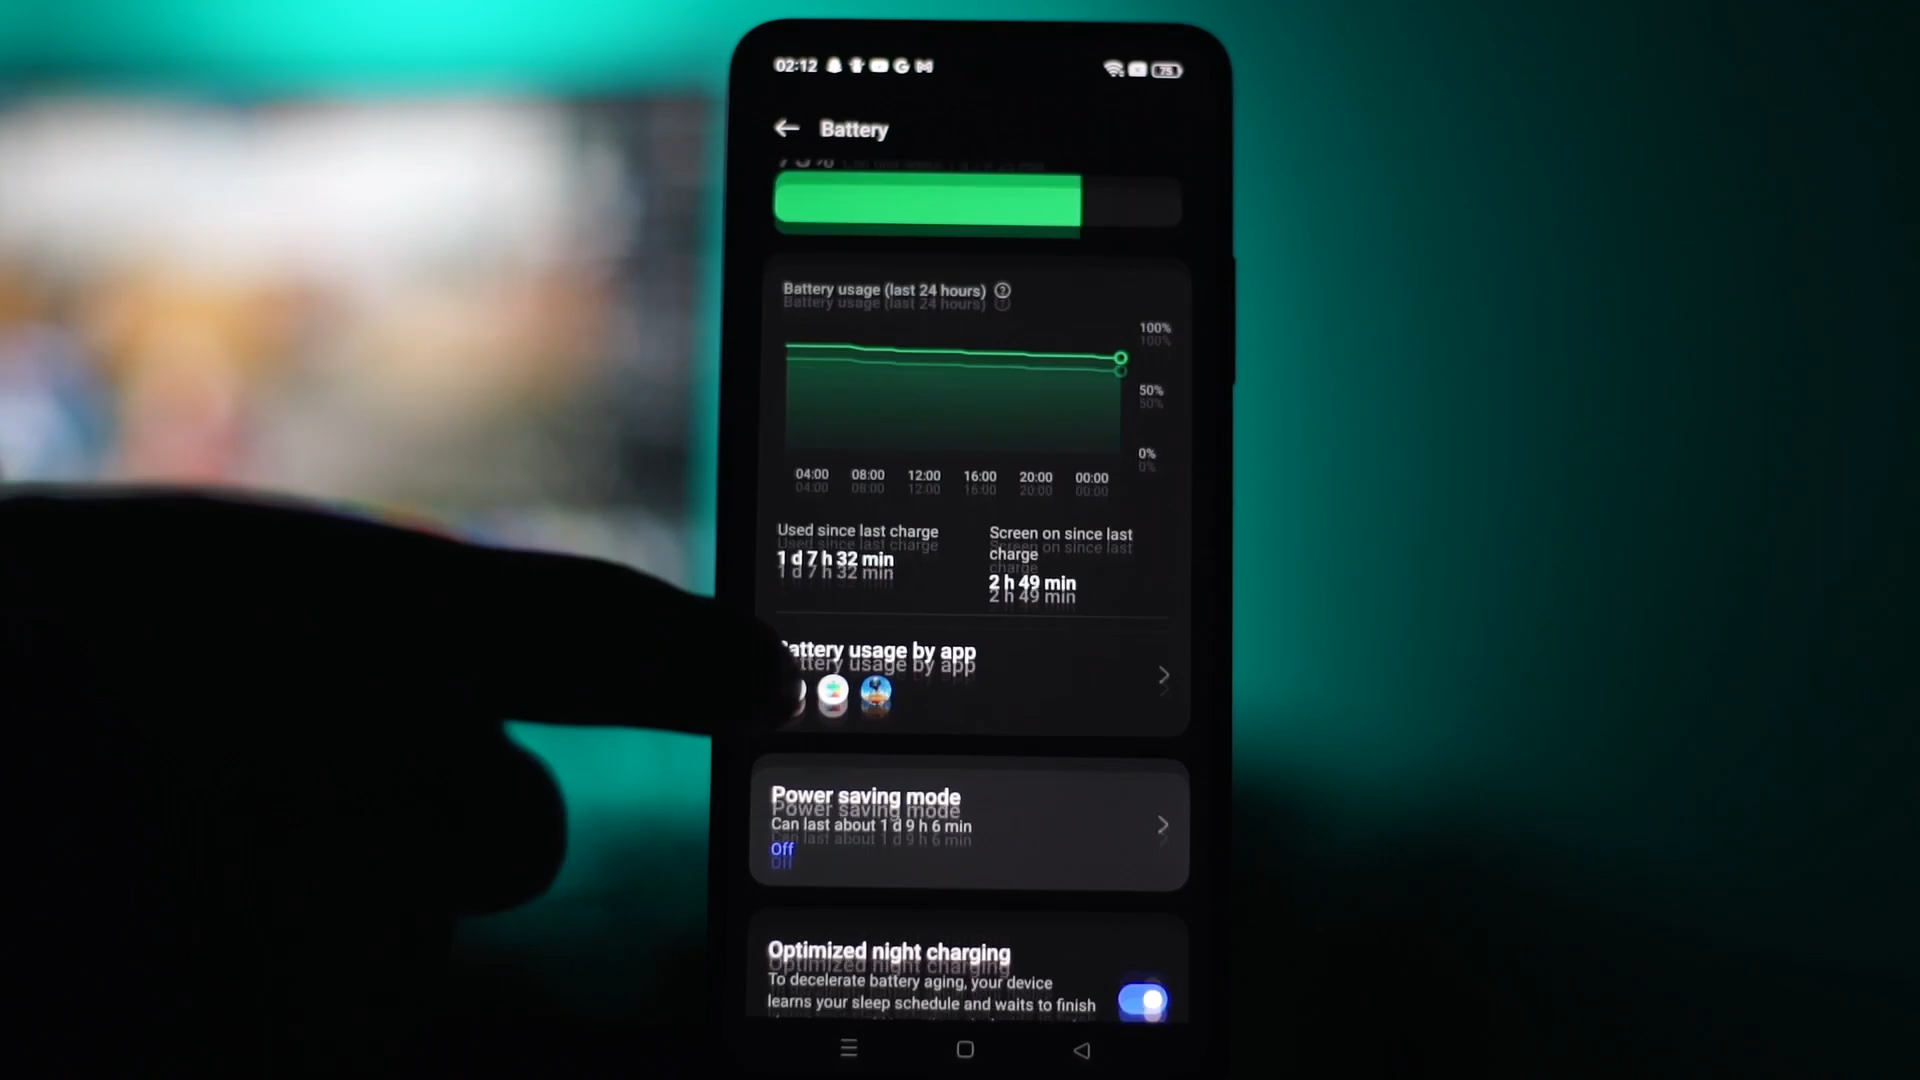 02:12
75
Battery
Battery usage (last 24 hours)
100%
50%
0%
04:00 08:00 12:00 16:00 20:00 00:00
Used since last charge
1 d 7 h 32 min
Screen on since last
charge
2 h 49 min
Battery usage by app
Power saving mode
Can last about 1 d 9 h 6 min
Off
Optimized night charging
To decelerate battery aging, your device
learns your sleep schedule and waits to finish